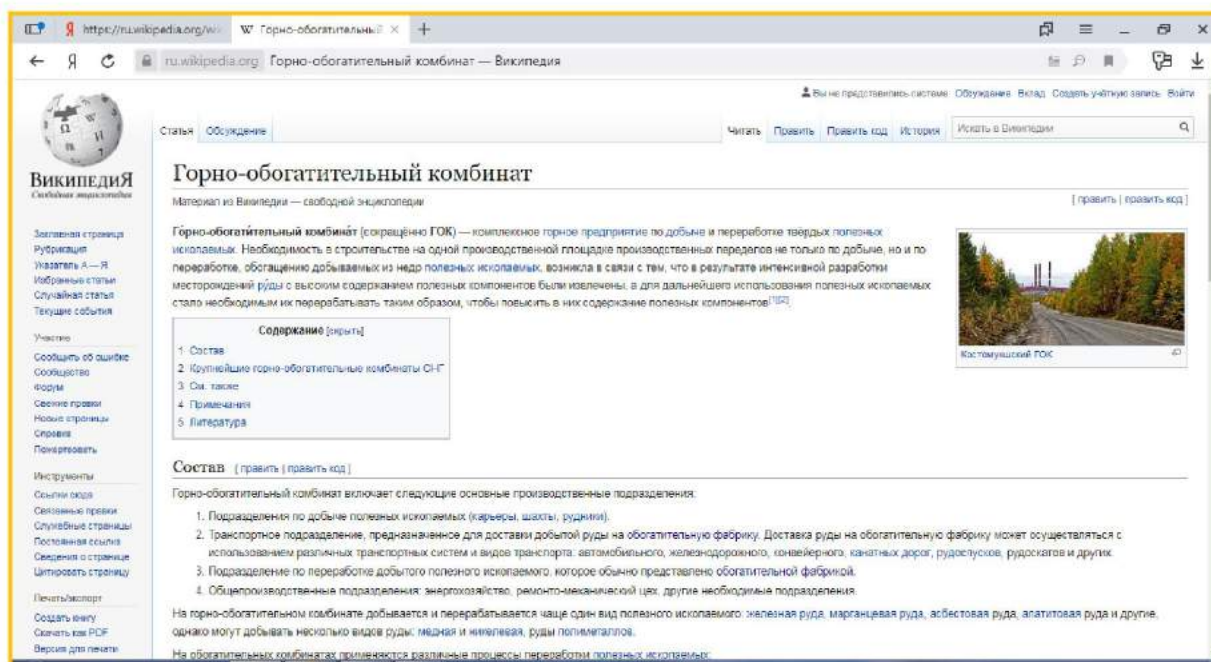 https://ru.wikipedia.org/w
Горно-обогатительный
ru.wikipedia.org Горно-обогатительный комбинат — Википедия
Вы не представились системе Обсуждение Вклад Создать учётную запись Войти
Статья Обсуждение Читать Править Править код История Искать в Википедии
ВИКИПЕДИЯ
Свободная энциклопедия
Горно-обогатительный комбинат
Материал из Википедии — свободной энциклопедии
[ править | править код ]
Го́рно-обогати́тельный комбина́т (сокращённо ГОК) — комплексное горное предприятие по добыче и переработке твёрдых полезных
ископаемых. Необходимость в строительстве на одной производственной площадке производственных переделов не только по добыче, но и по
переработке, обогащению добываемых из недр полезных ископаемых, возникла в связи с тем, что в результате интенсивной разработки
месторождений руды с высоким содержанием полезных компонентов были извлечены, а для дальнейшего использования полезных ископаемых
стало необходимым их перерабатывать таким образом, чтобы повысить в них содержание полезных компонентов[1][2]
Костомукшский ГОК
Содержание [скрыть]
1 Состав
2 Крупнейшие горно-обогатительные комбинаты СНГ
3 См. также
4 Примечания
5 Литература
Состав [ править | править код ]
Горно-обогатительный комбинат включает следующие основные производственные подразделения:
1. Подразделения по добыче полезных ископаемых (карьеры, шахты, рудники).
2. Транспортное подразделение, предназначенное для доставки добытой руды на обогатительную фабрику. Доставка руды на обогатительную фабрику может осуществляться с
использованием различных транспортных систем и видов транспорта: автомобильного, железнодорожного, конвейерного, канатных дорог, рудоспусков, рудоскатов и других.
3. Подразделение по переработке добытого полезного ископаемого, которое обычно представлено обогатительной фабрикой.
4. Общепроизводственные подразделения: энергохозяйство, ремонто-механический цех, другие необходимые подразделения.
На горно-обогатительном комбинате добывается и перерабатывается чаще один вид полезного ископаемого: железная руда, марганцевая руда, асбестовая руда, апатитовая руда и другие,
однако могут добывать несколько видов руды: медная и никелевая, руды полиметаллов.
На обогатительных комбинатах применяются различные процессы переработки полезных ископаемых:
Заглавная страница
Рубрикация
Указатель А — Я
Избранные статьи
Случайная статья
Текущие события
Участие
Сообщить об ошибке
Сообщество
Форум
Свежие правки
Новые страницы
Справка
Пожертвовать
Инструменты
Ссылки сюда
Связанные правки
Служебные страницы
Постоянная ссылка
Сведения о странице
Цитировать страницу
Печать/экспорт
Создать книгу
Скачать как PDF
Версия для печати